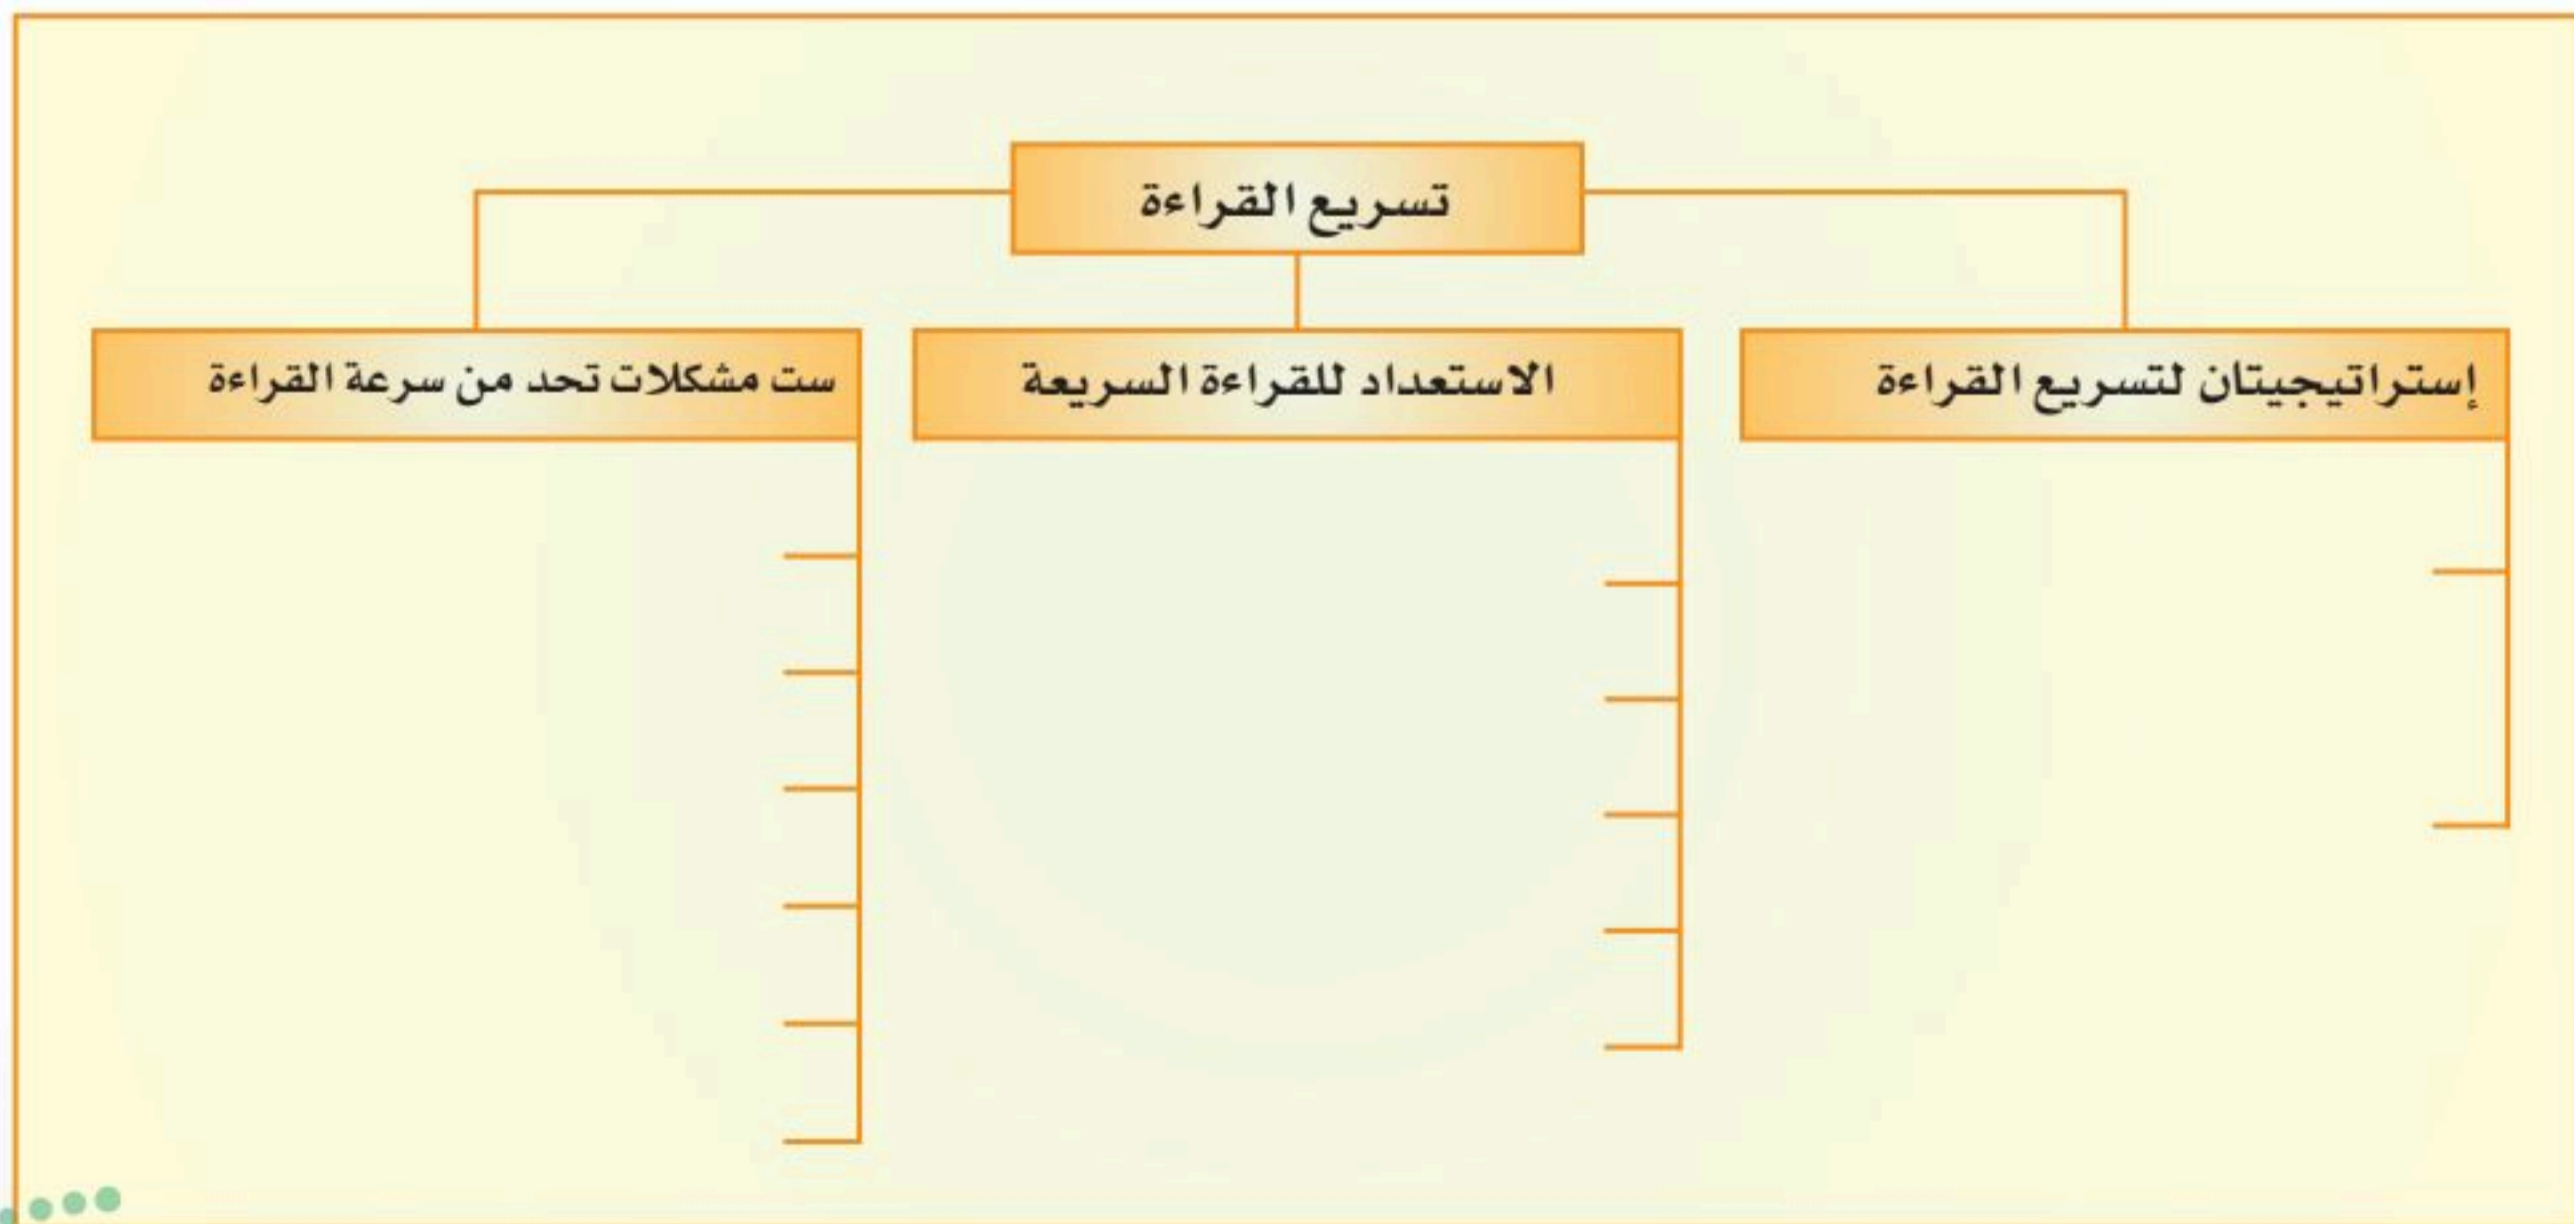 تسريع القراءة
إستراتيجيتان لتسريع القراءة
الاستعداد للقراءة السريعة
ست مشكلات تحد من سرعة القراءة